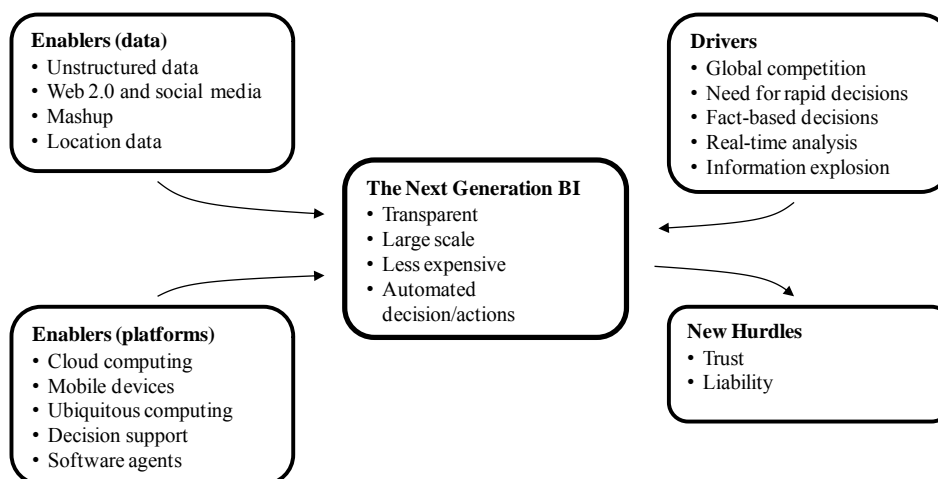 Enablers (data)
• Unstructured data
• Web 2.0 and social media
• Mashup
• Location data
Drivers
• Global competition
• Need for rapid decisions
• Fact-based decisions
• Real-time analysis
• Information explosion
The Next Generation BI
• Transparent
• Large scale
• Less expensive
• Automated
decision/actions
Enablers (platforms)
• Cloud computing
• Mobile devices
• Ubiquitous computing
• Decision support
• Software agents
New Hurdles
• Trust
• Liability